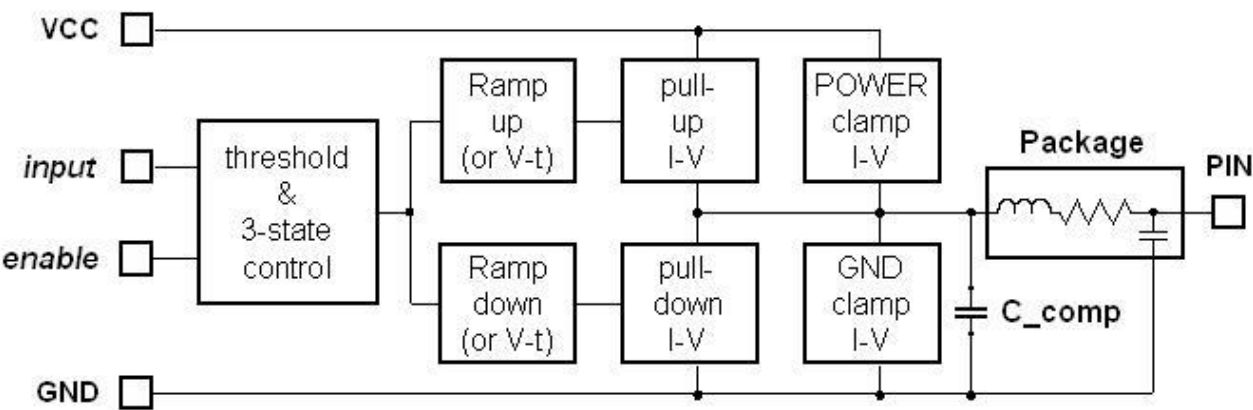 VCC
input
enable
GND
threshold
&
3-state
control
Ramp
up
(or V-t)
Ramp
down
(or V-t)
pull-
up
I-V
pull-
down
I-V
POWER
clamp
I-V
GND
clamp
I-V
C_comp
Package
PIN